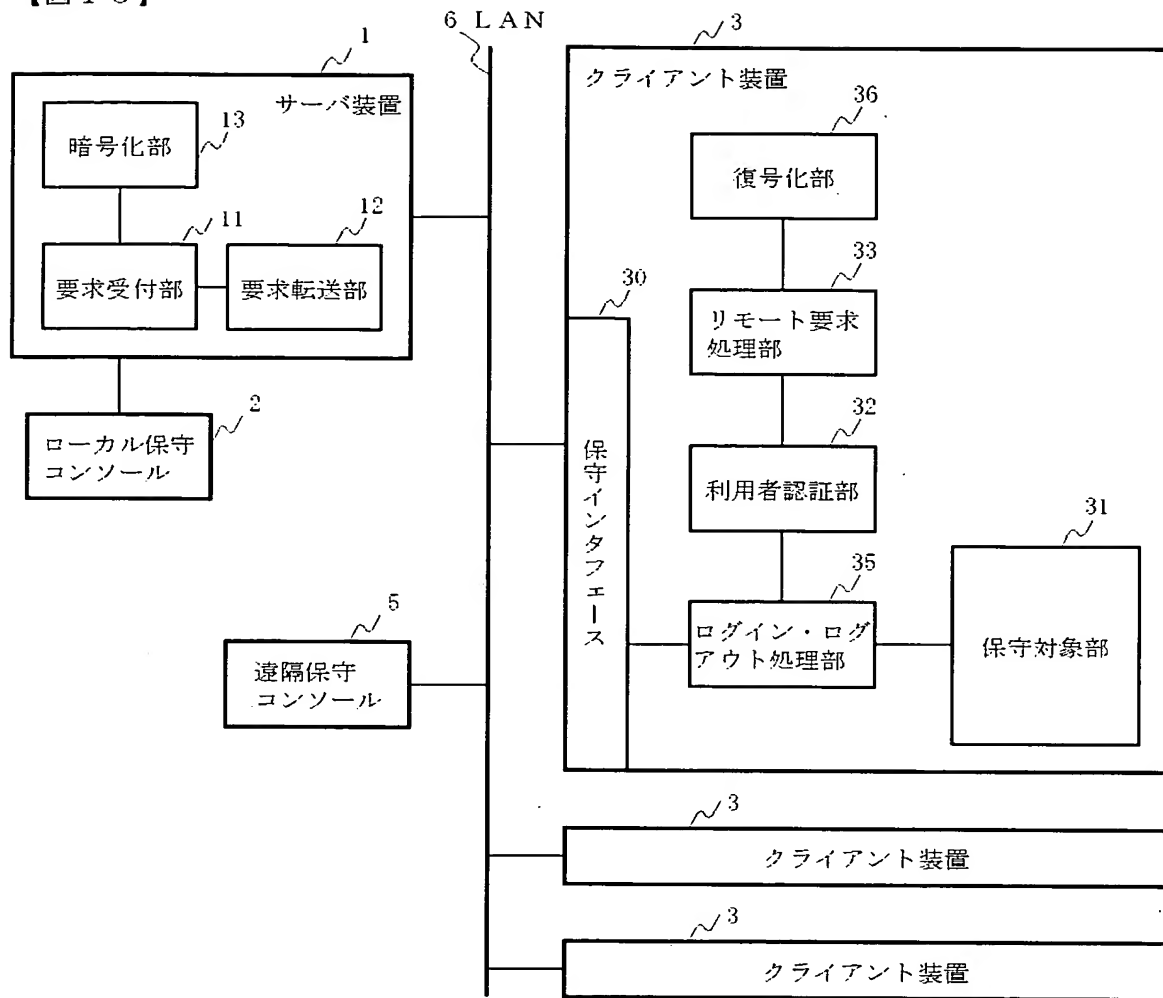 6 LAN
1
サーバ装置
13
暗号化部
11
要求受付部
12
要求転送部
2
ローカル保守
コンソール
5
遠隔保守
コンソール
3
クライアント装置
36
復号化部
33
リモート要求
処理部
30
保守インタフェース
32
利用者認証部
35
ログイン・ログ
アウト処理部
31
保守対象部
3
クライアント装置
3
クライアント装置